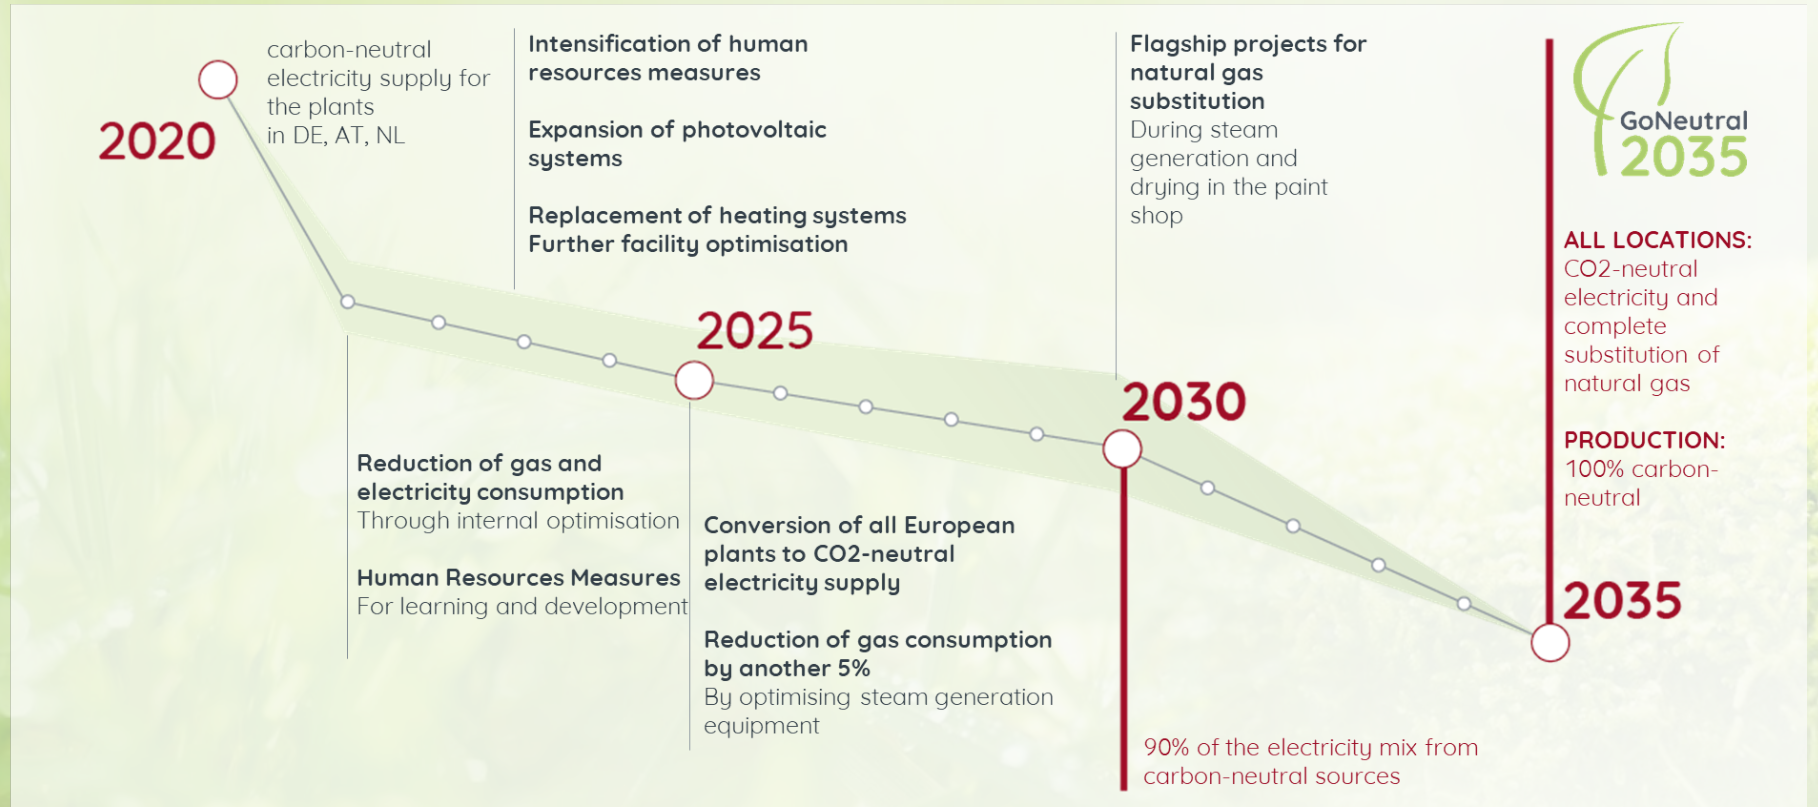 2020
carbon-neutral
electricity supply for
the plants
in DE, AT, NL
Intensification of human
resources measures
Expansion of photovoltaic
systems
Replacement of heating systems
Further facility optimisation
Flagship projects for
natural gas
substitution
During steam
generation and
drying in the paint
shop
GoNeutral
2035
ALL LOCATIONS:
CO2-neutral
electricity and
complete
substitution of
natural gas
PRODUCTION:
100% carbon-
neutral
2025
2030
Reduction of gas and
electricity consumption
Through internal optimisation
Human Resources Measures
For learning and development
Conversion of all European
plants to CO2-neutral
electricity supply
Reduction of gas consumption
by another 5%
By optimising steam generation
equipment
2035
90% of the electricity mix from
carbon-neutral sources